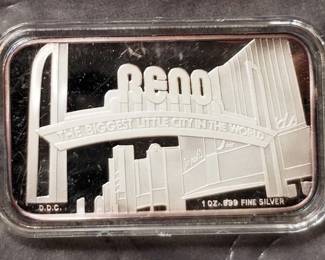 RENO
THE BIGGEST LITTLE CITY IN THE WORLD
D.D.C.
1 OZ. .999 FINE SILVER